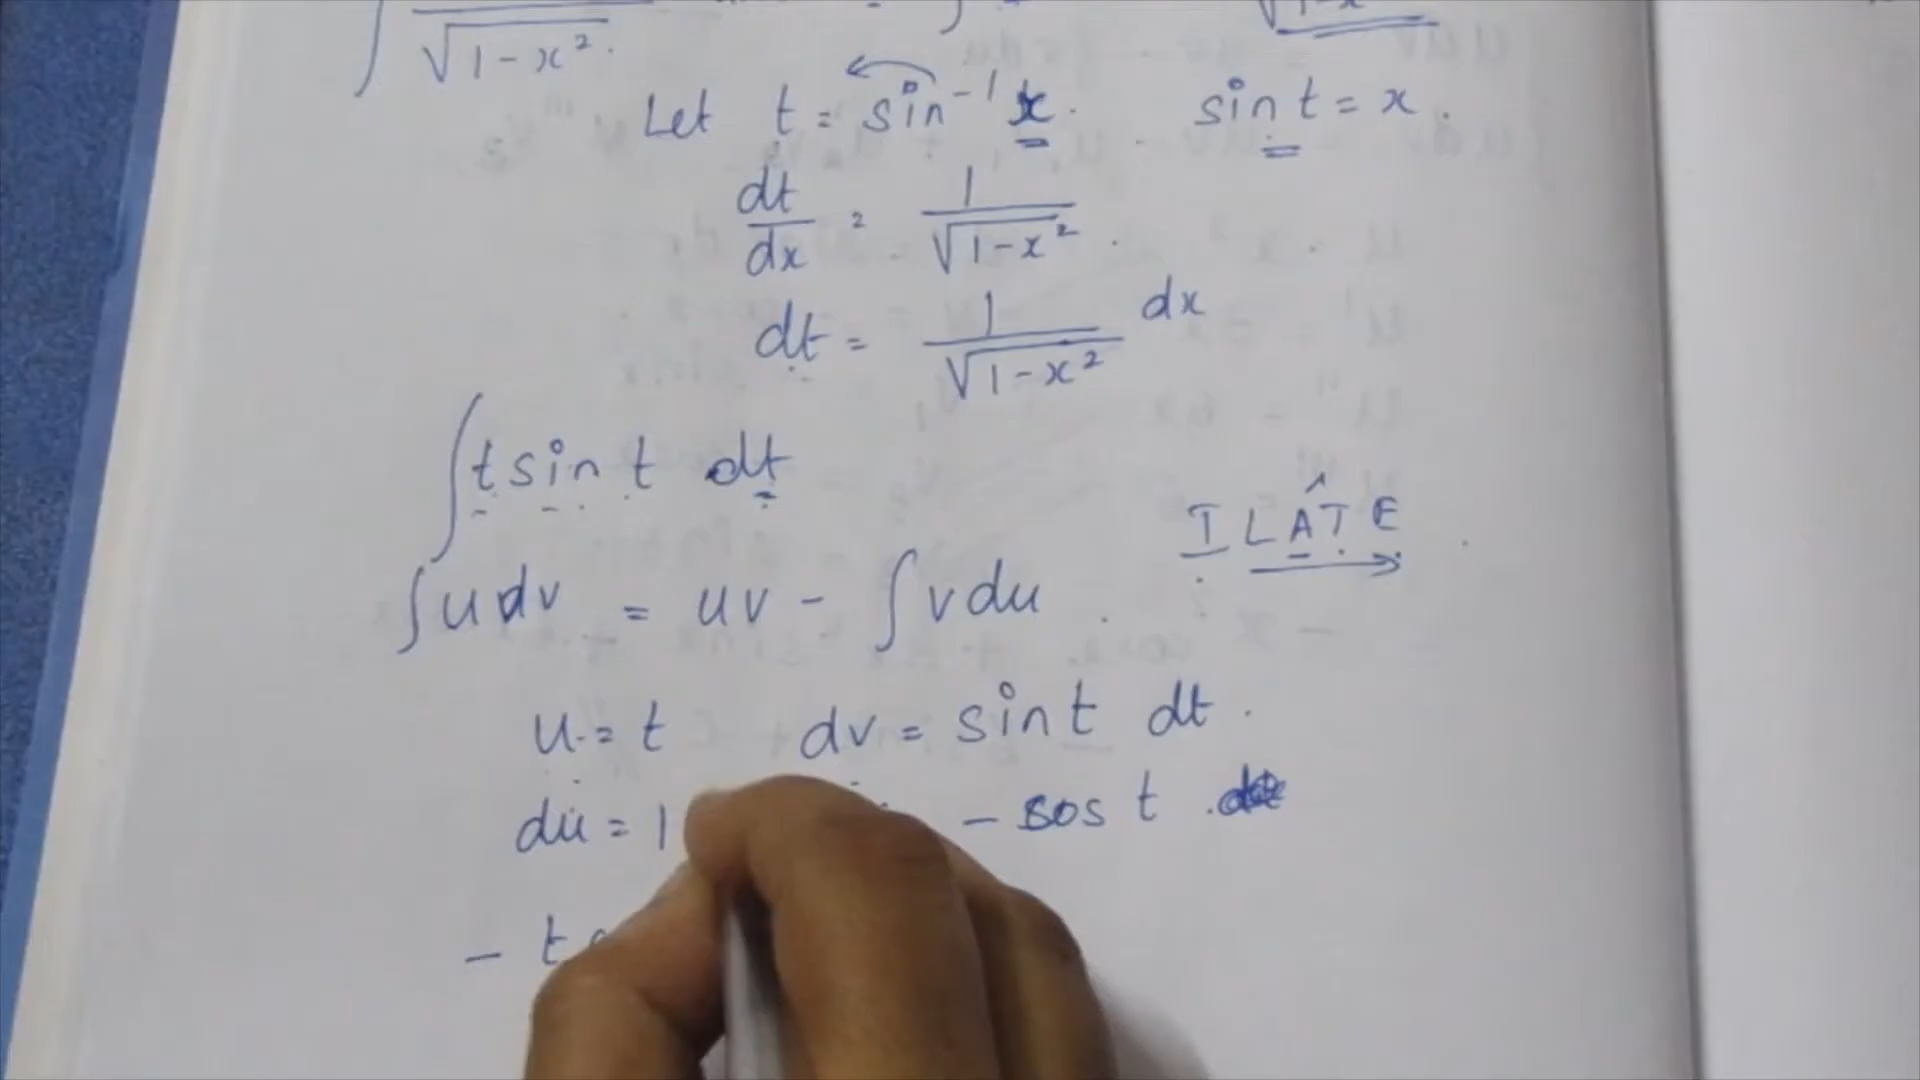 ∫ √1-x². √1-x
Let t = sin⁻¹ x. sin t = x.
dt/dx = 1/√1-x².
dt = 1/√1-x² dx
∫ t sin t dt
I L A T E
∫ u dv = uv - ∫ v du
u = t dv = sin t dt.
du = 1 - cos t
- t